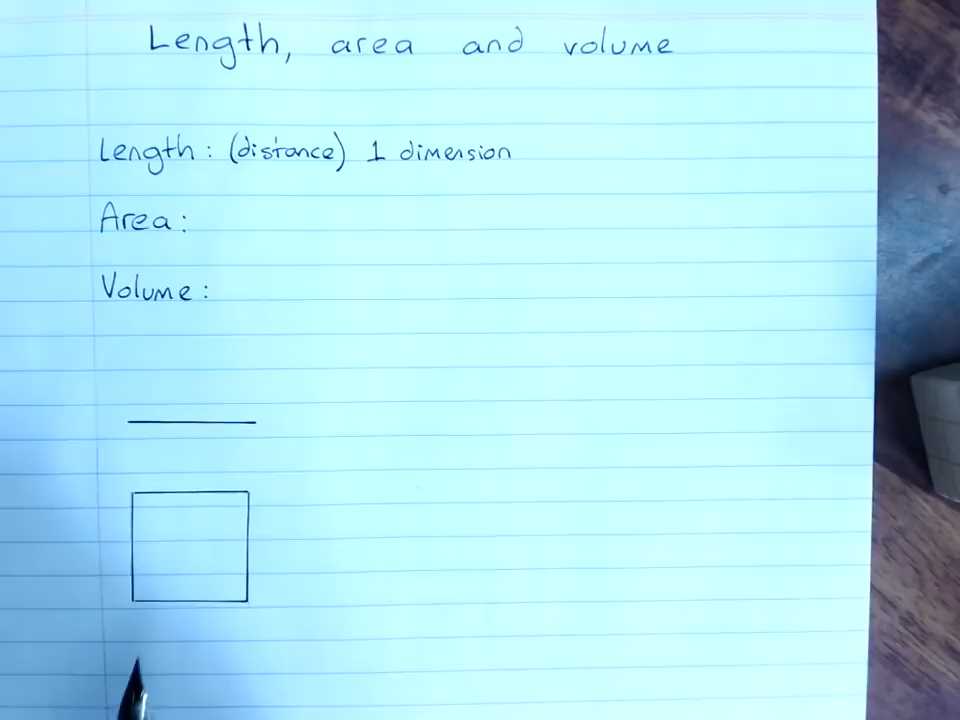 Length, area and volume
Length: (distance) 1 dimension
Area:
Volume: